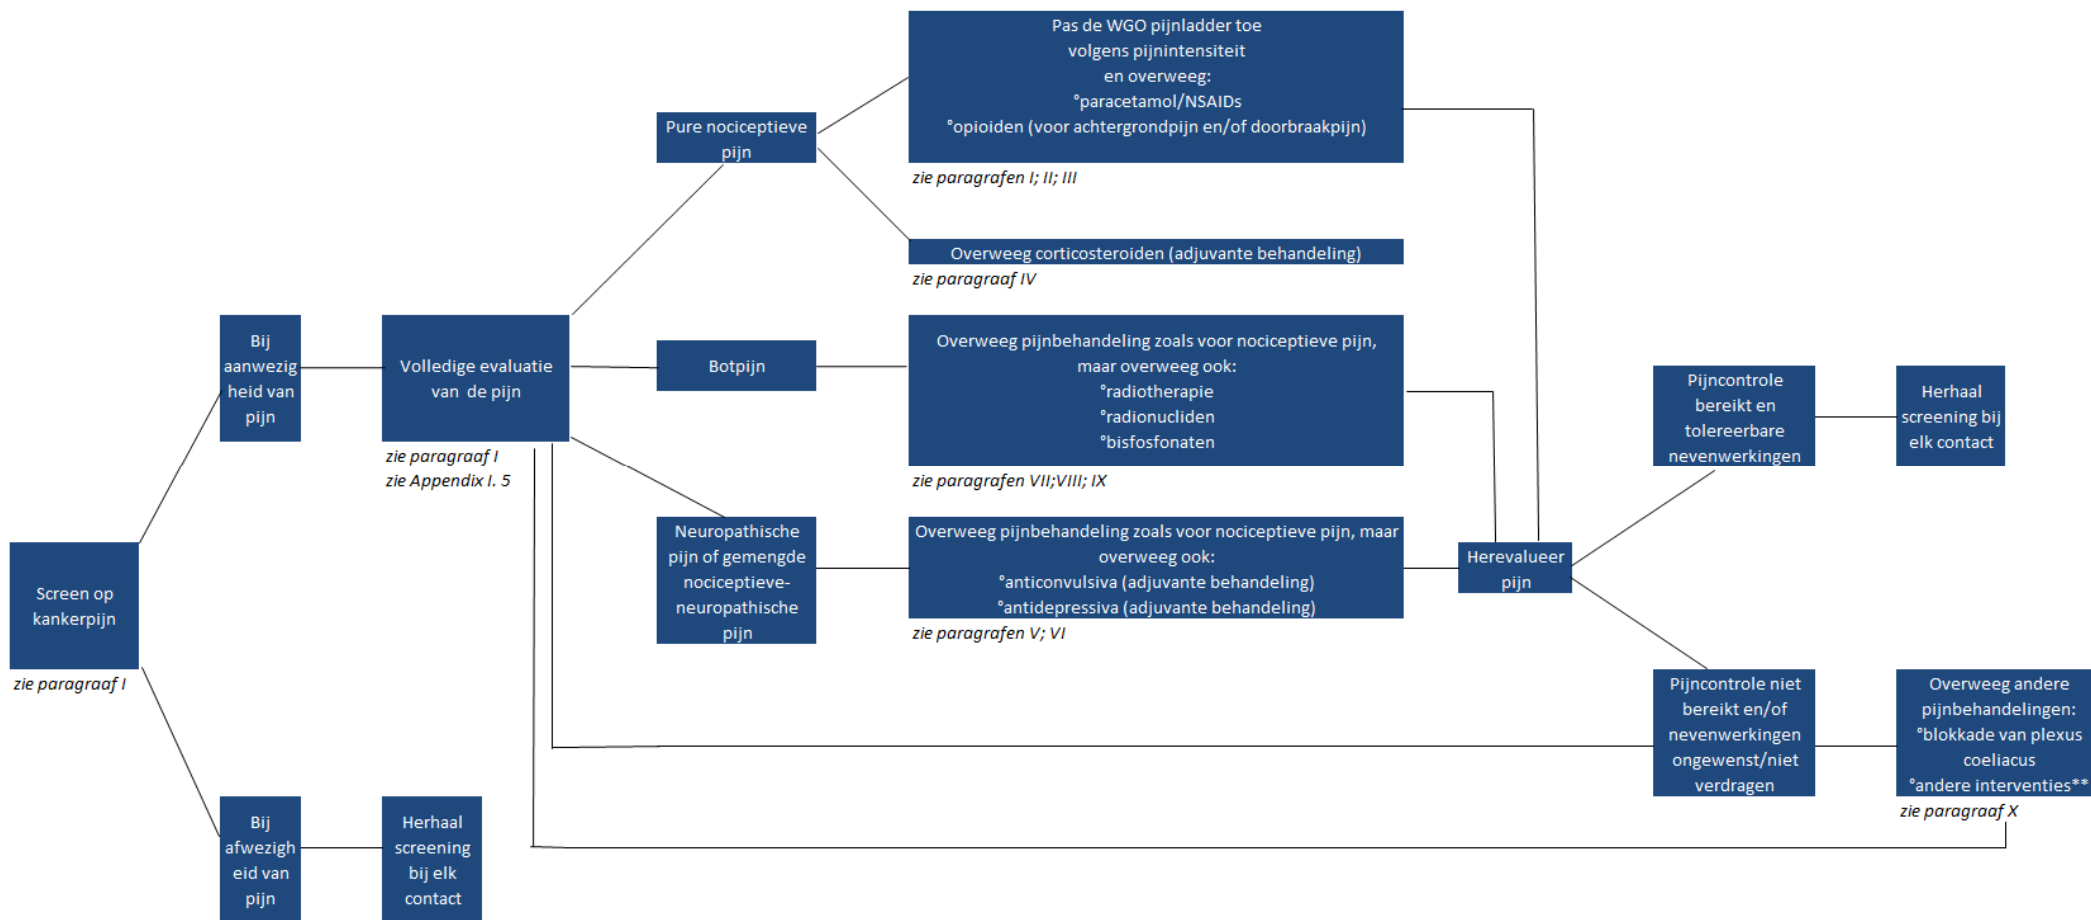 Screen op
kankerpijn
zie paragraaf I
Bij
aanwezig
heid van
pijn
Bij
afwezigh
eid van
pijn
Herhaal
screening
bij elk
contact
Volledige evaluatie
van de pijn
zie paragraaf I
zie Appendix I. 5
Pure nociceptieve
pijn
Botpijn
Neuropathische
pijn of gemengde
nociceptieve-
neuropathische
pijn
Pas de WGO pijnladder toe
volgens pijnintensiteit
en overweeg:
°paracetamol/NSAIDs
°opioiden (voor achtergrondpijn en/of doorbraakpijn)
zie paragrafen I; II; III
Overweeg corticosteroiden (adjuvante behandeling)
zie paragraaf IV
Overweeg pijnbehandeling zoals voor nociceptieve pijn,
maar overweeg ook:
°radiotherapie
°radionucliden
°bisfosfonaten
zie paragrafen VII;VIII; IX
Overweeg pijnbehandeling zoals voor nociceptieve pijn, maar
overweeg ook:
°anticonvulsiva (adjuvante behandeling)
°antidepressiva (adjuvante behandeling)
zie paragrafen V; VI
Herevalueer
pijn
Pijncontrole
bereikt en
tolereerbare
nevenwerkingen
Herhaal
screening bij
elk contact
Pijncontrole niet
bereikt en/of
nevenwerkingen
ongewenst/niet
verdragen
Overweeg andere
pijnbehandelingen:
°blokkade van plexus
coeliacus
°andere interventies**
zie paragraaf X